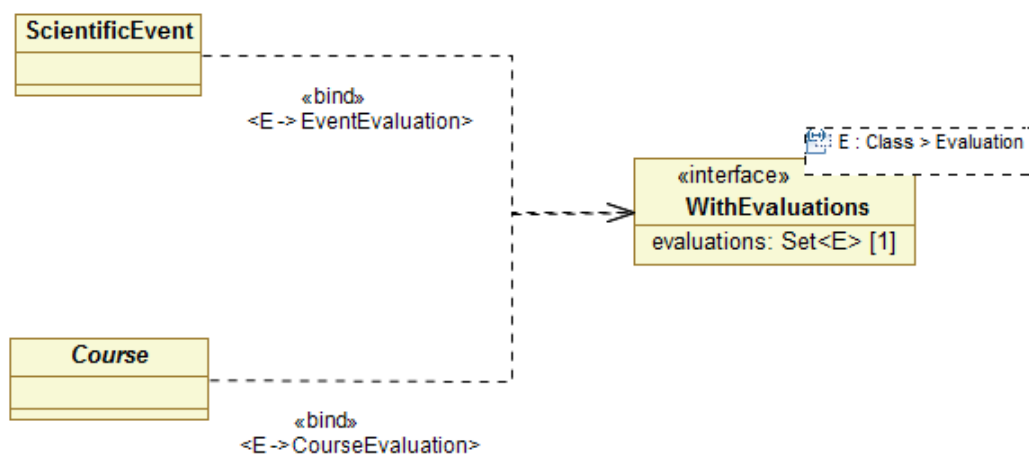 ScientificEvent
«bind»
<E -> EventEvaluation>
E : Class > Evaluation
«interface»
WithEvaluations
evaluations: Set<E> [1]
Course
«bind»
<E ->CourseEvaluation>